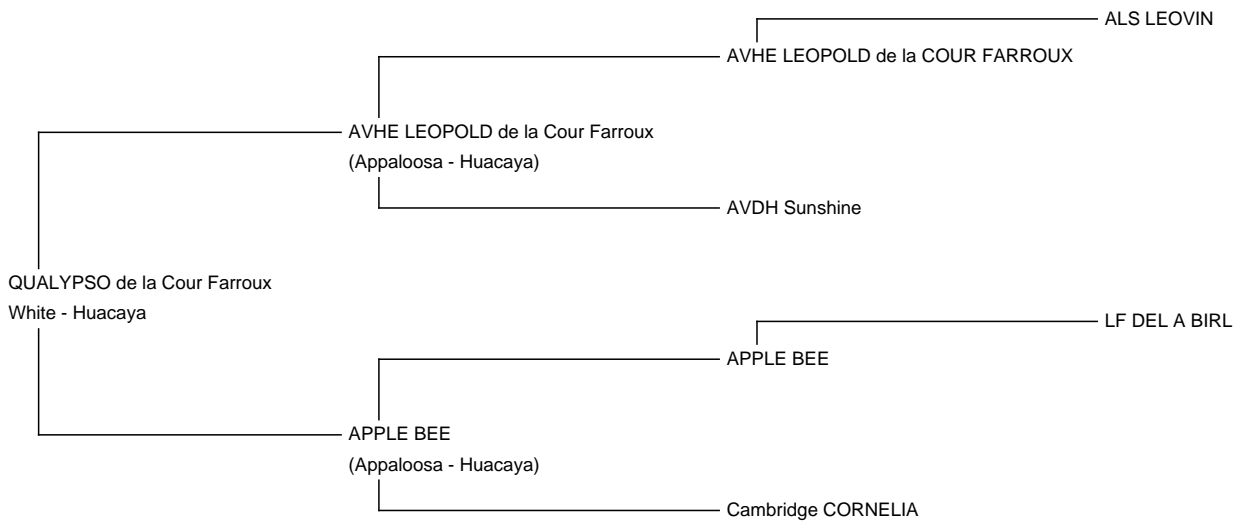 ALS LEOVIN
AVHE LEOPOLD de la COUR FARROUX
AVHE LEOPOLD de la Cour Farroux
(Appaloosa - Huacaya)
AVDH Sunshine
QUALYPSO de la Cour Farroux
White - Huacaya
LF DEL A BIRL
APPLE BEE
APPLE BEE
(Appaloosa - Huacaya)
Cambridge CORNELIA